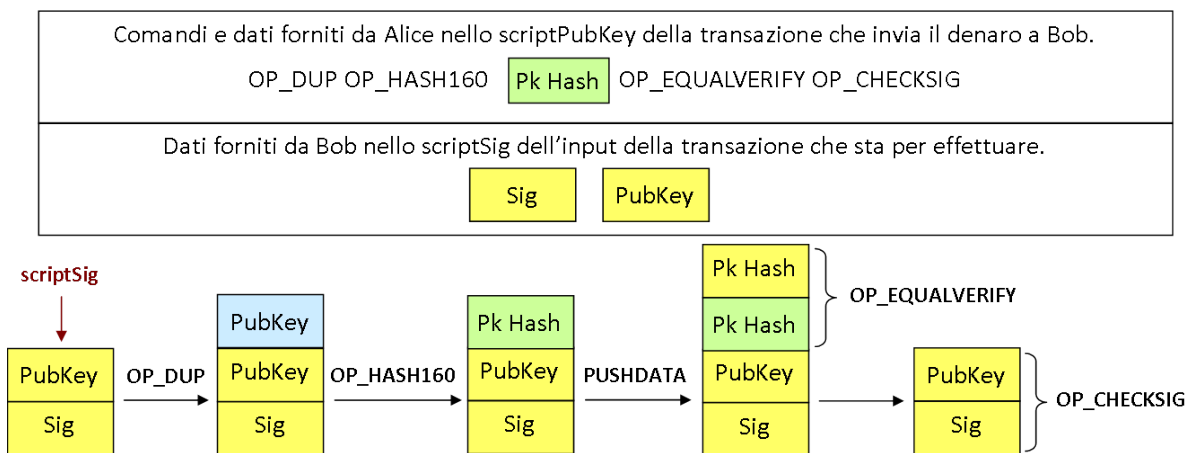 Comandi e dati forniti da Alice nello scriptPubKey della transazione che invia il denaro a Bob.
OP_DUP OP_HASH160 Pk Hash OP_EQUALVERIFY OP_CHECKSIG
Dati forniti da Bob nello scriptSig dell'input della transazione che sta per effettuare.
Sig PubKey
scriptSig
PubKey
Sig
OP_DUP
PubKey
PubKey
Sig
OP_HASH160
Pk Hash
PubKey
Sig
PUSHDATA
Pk Hash
Pk Hash
PubKey
Sig
OP_EQUALVERIFY
PubKey
Sig
OP_CHECKSIG